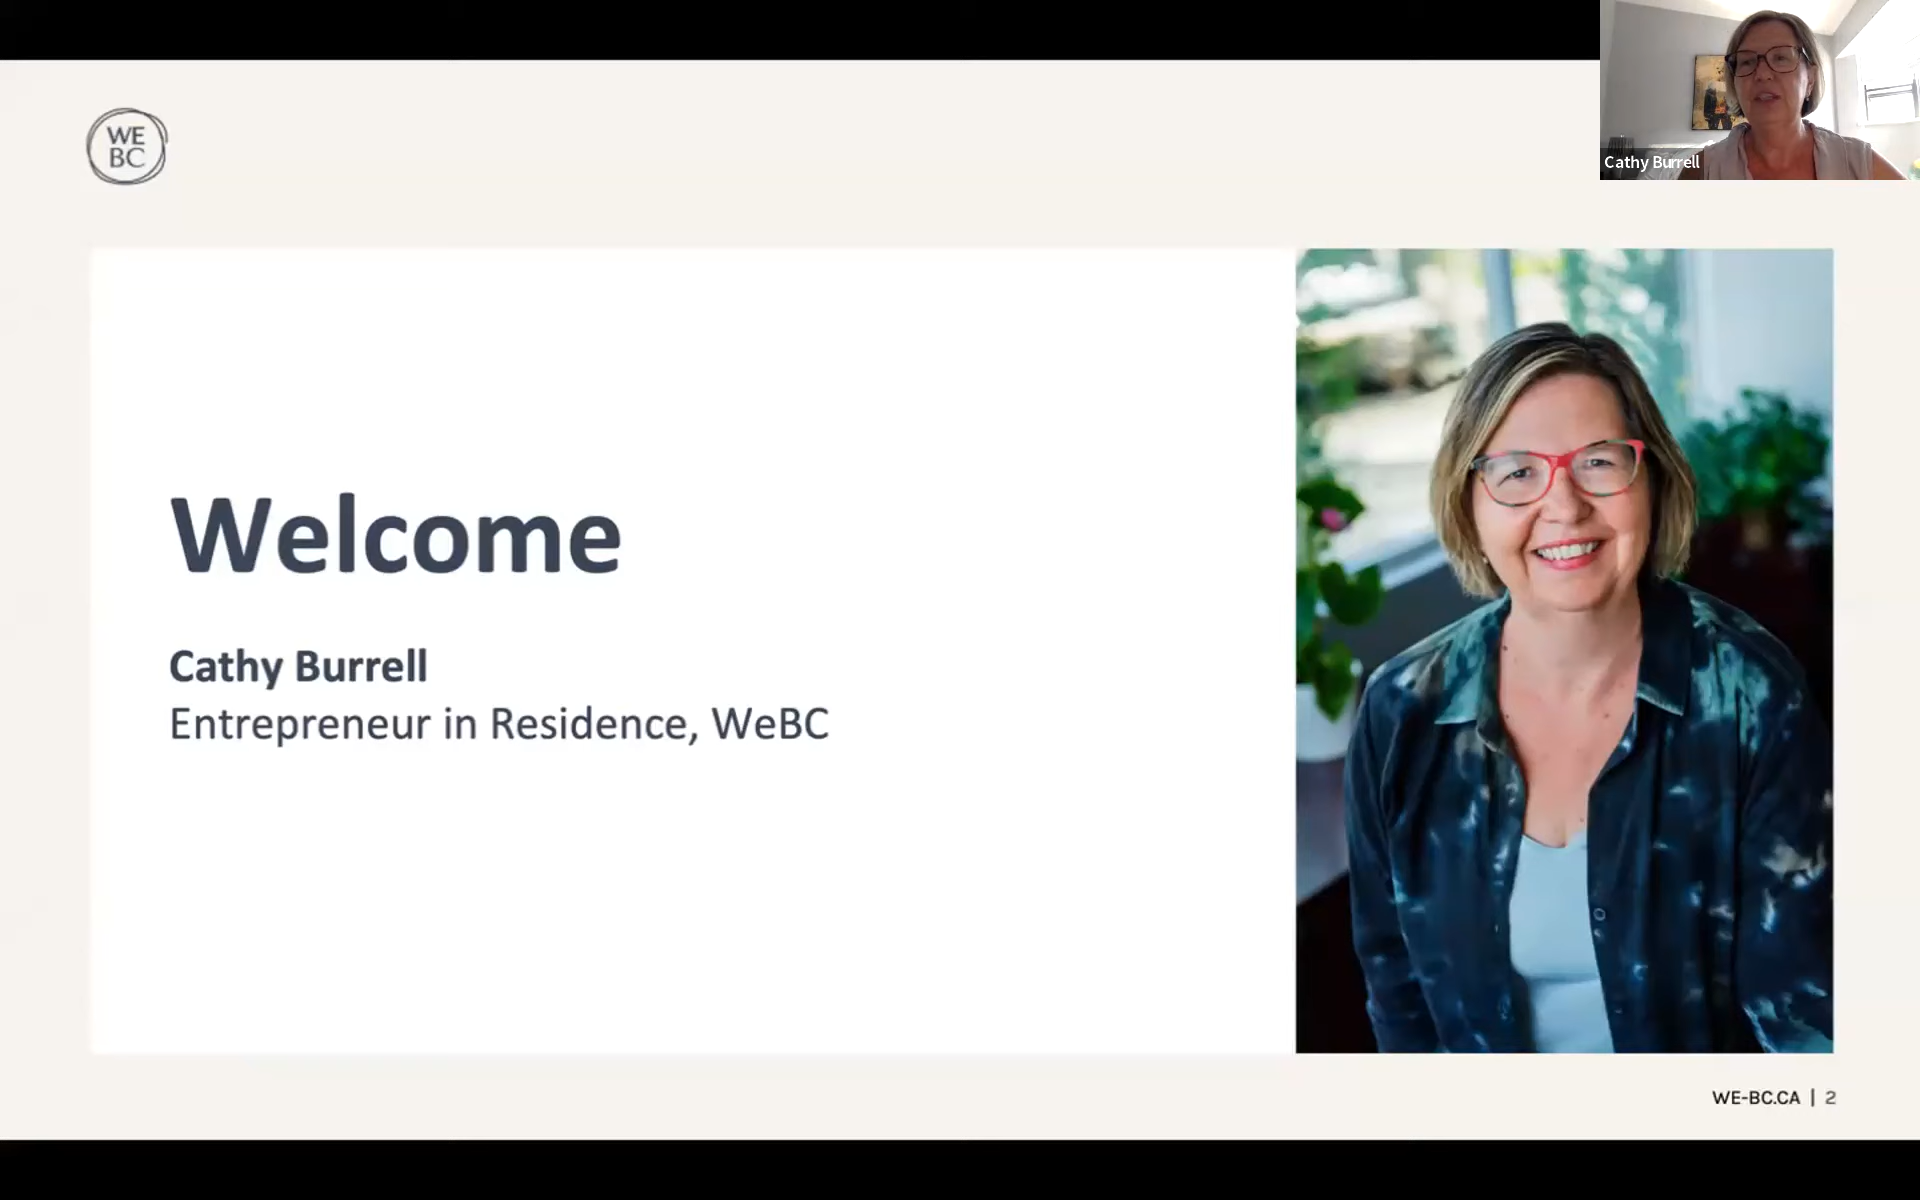 WE
BC
Cathy Burrell
Welcome
Cathy Burrell
Entrepreneur in Residence, WeBC
WE-BC.CA | 2